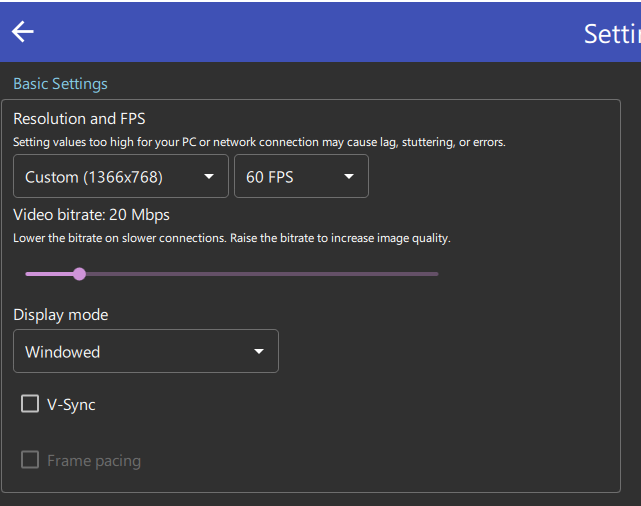 Basic Settings
Resolution and FPS
Setting values too high for your PC or network connection may cause lag, stuttering, or errors.
Custom (1366x768)
60 FPS
Video bitrate: 20 Mbps
Lower the bitrate on slower connections. Raise the bitrate to increase image quality.
Display mode
Windowed
V-Sync
Frame pacing